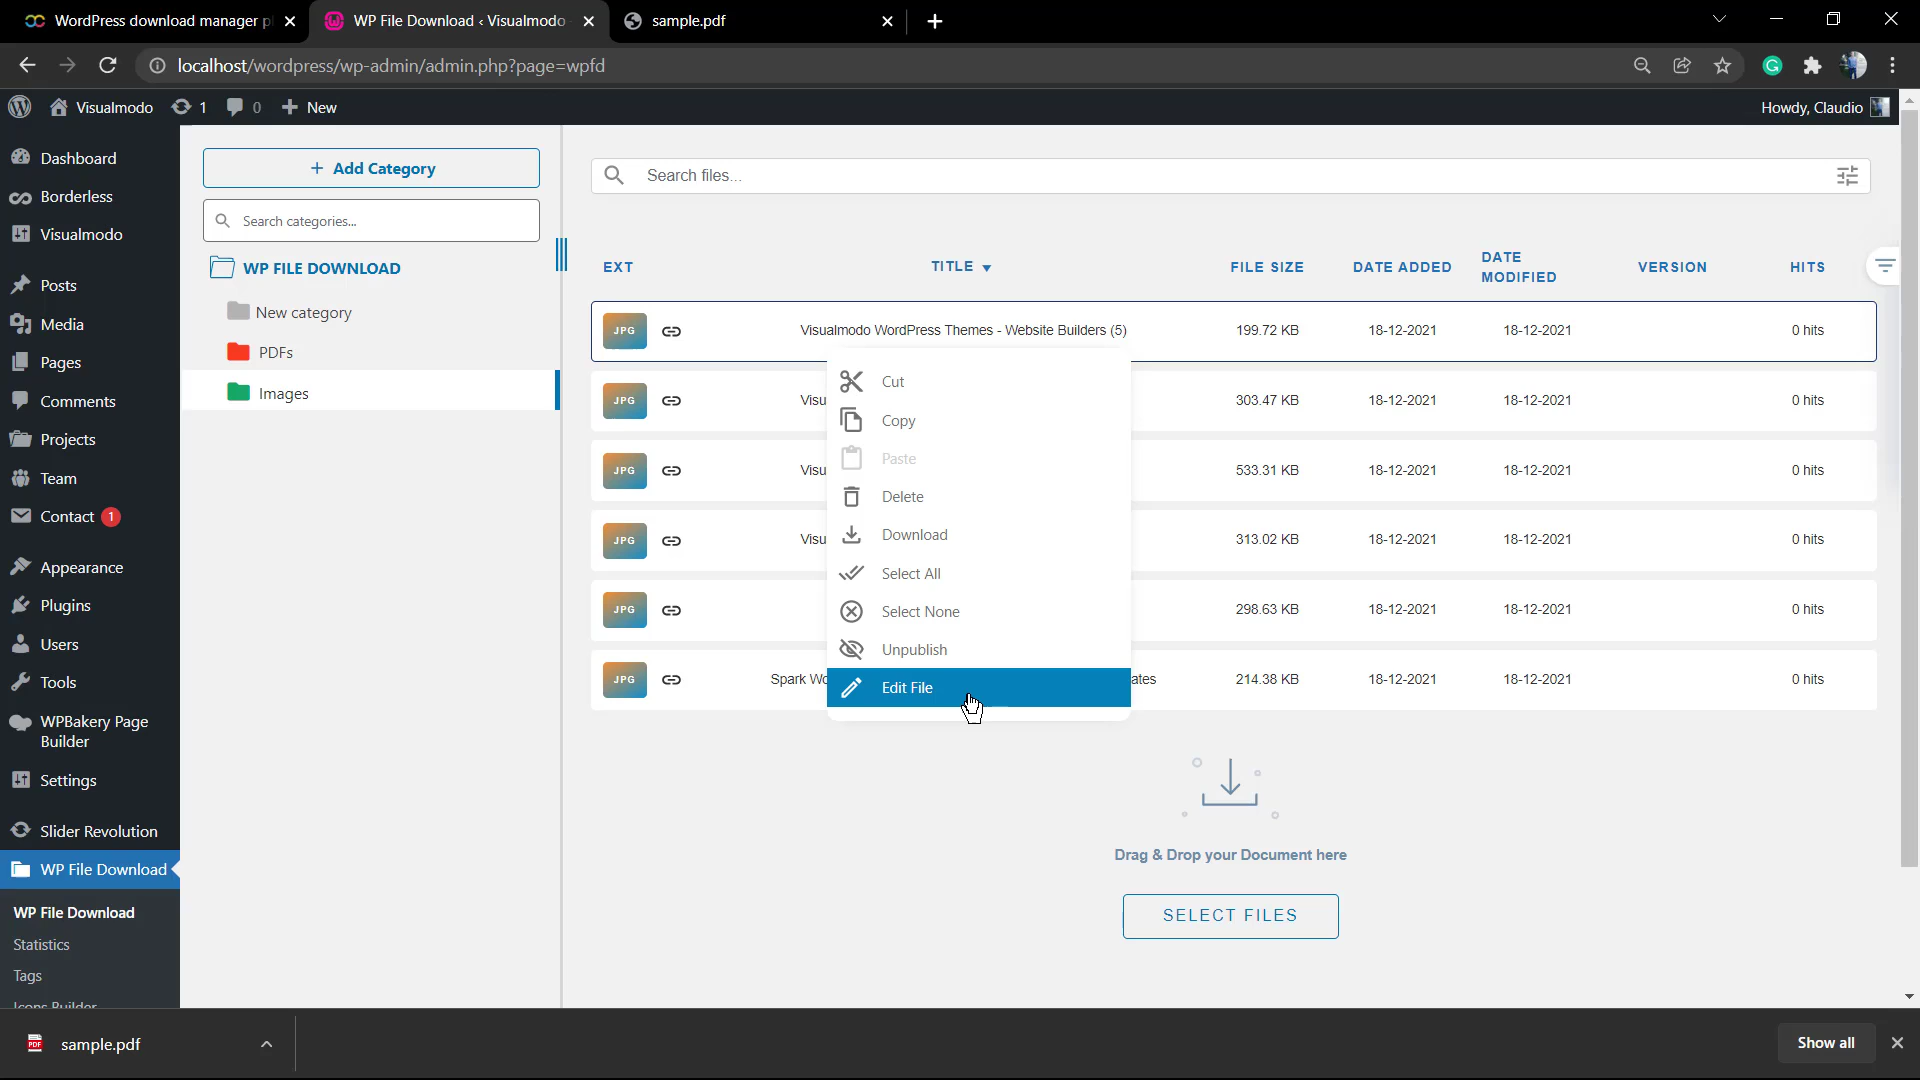 WordPress download manager p
WP File Download ‹ Visualmodo
sample.pdf
localhost/wordpress/wp-admin/admin.php?page=wpfd
Visualmodo
1
0
New
Howdy, Claudio
Dashboard
Borderless
Visualmodo
Posts
Media
Pages
Comments
Projects
Team
Contact 1
Appearance
Plugins
Users
Tools
WPBakery Page
Builder
Settings
Slider Revolution
WP File Download
WP File Download
Statistics
Tags
Icons Builder
+ Add Category
Search categories...
WP FILE DOWNLOAD
New category
PDFs
Images
Search files...
EXT TITLE FILE SIZE DATE ADDED DATE MODIFIED VERSION HITS
JPG Visualmodo WordPress Themes - Website Builders (5) 199.72 KB 18-12-2021 18-12-2021 0 hits
JPG Visu 303.47 KB 18-12-2021 18-12-2021 0 hits
JPG Visu 533.31 KB 18-12-2021 18-12-2021 0 hits
JPG Visu 313.02 KB 18-12-2021 18-12-2021 0 hits
JPG 298.63 KB 18-12-2021 18-12-2021 0 hits
JPG Spark Wo ates 214.38 KB 18-12-2021 18-12-2021 0 hits
Cut
Copy
Paste
Delete
Download
Select All
Select None
Unpublish
Edit File
Drag & Drop your Document here
SELECT FILES
PDF
sample.pdf
Show all